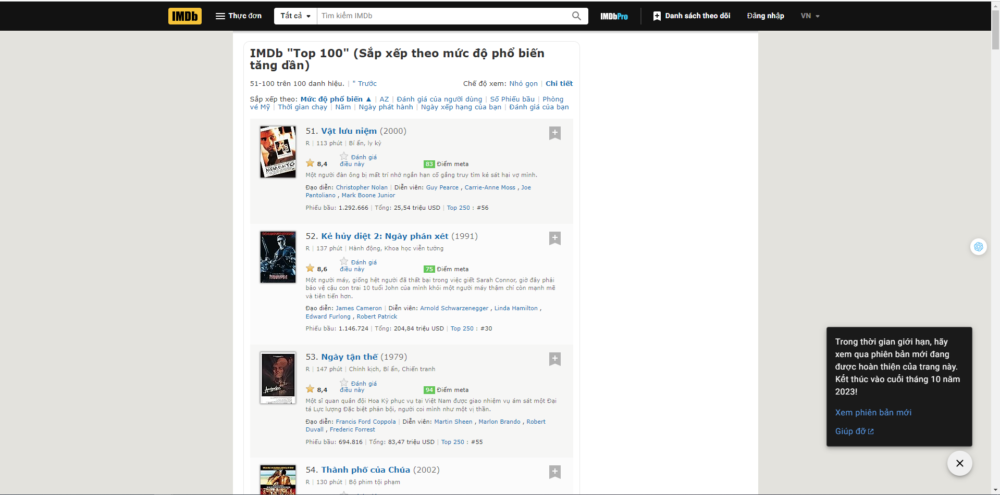 IMDb Thực đơn Tất cả Tìm kiếm IMDb IMDbPro Danh sách theo dõi Đăng nhập VN
IMDb "Top 100" (Sắp xếp theo mức độ phổ biến
tăng dần)
51-100 trên 100 danh hiệu. | " Trước Chế độ xem: Nhỏ gọn | Chi tiết
Sắp xếp theo: Mức độ phổ biến ▲ | AZ | Đánh giá của người dùng | Số Phiếu bầu | Phòng
vé Mỹ | Thời gian chạy | Năm | Ngày phát hành | Ngày xếp hạng của bạn | Đánh giá của bạn
MEMENTO
51. Vật lưu niệm (2000)
R | 113 phút | Bí ẩn, ly kỳ
8,4 Đánh giá
điều này 83 Điểm meta
Một người đàn ông bị mất trí nhớ ngắn hạn cố gắng truy tìm kẻ sát hại vợ mình.
Đạo diễn: Christopher Nolan | Diễn viên: Guy Pearce , Carrie-Anne Moss , Joe
Pantoliano , Mark Boone Junior
Phiếu bầu: 1.292.666 | Tổng: 25,54 triệu USD | Top 250 : #56
SCHWARZENEGGER
52. Kẻ hủy diệt 2: Ngày phán xét (1991)
R | 137 phút | Hành động, Khoa học viễn tưởng
8,6 Đánh giá
điều này 75 Điểm meta
Một người máy, giống hệt người đã thất bại trong việc giết Sarah Connor, giờ đây phải
bảo vệ cậu con trai 10 tuổi John của mình khỏi một người máy thậm chí còn mạnh mẽ
và tiên tiến hơn.
Đạo diễn: James Cameron | Diễn viên: Arnold Schwarzenegger , Linda Hamilton ,
Edward Furlong , Robert Patrick
Phiếu bầu: 1.146.724 | Tổng: 204,84 triệu USD | Top 250 : #30
53. Ngày tận thế (1979)
R | 147 phút | Chính kịch, Bí ẩn, Chiến tranh
8,4 Đánh giá
điều này 94 Điểm meta
Một sĩ quan quân đội Hoa Kỳ phục vụ tại Việt Nam được giao nhiệm vụ ám sát một Đại
tá Lực lượng Đặc biệt phản bội, người coi mình như một vị thần.
Đạo diễn: Francis Ford Coppola | Diễn viên: Martin Sheen , Marlon Brando , Robert
Duvall , Frederic Forrest
Phiếu bầu: 694.816 | Tổng: 83,47 triệu USD | Top 250 : #55
54. Thành phố của Chúa (2002)
R | 130 phút | Bộ phim tội phạm
Trong thời gian giới hạn, hãy
xem qua phiên bản mới đang
được hoàn thiện của trang này.
Kết thúc vào cuối tháng 10 năm
2023!
Xem phiên bản mới
Giúp đỡ